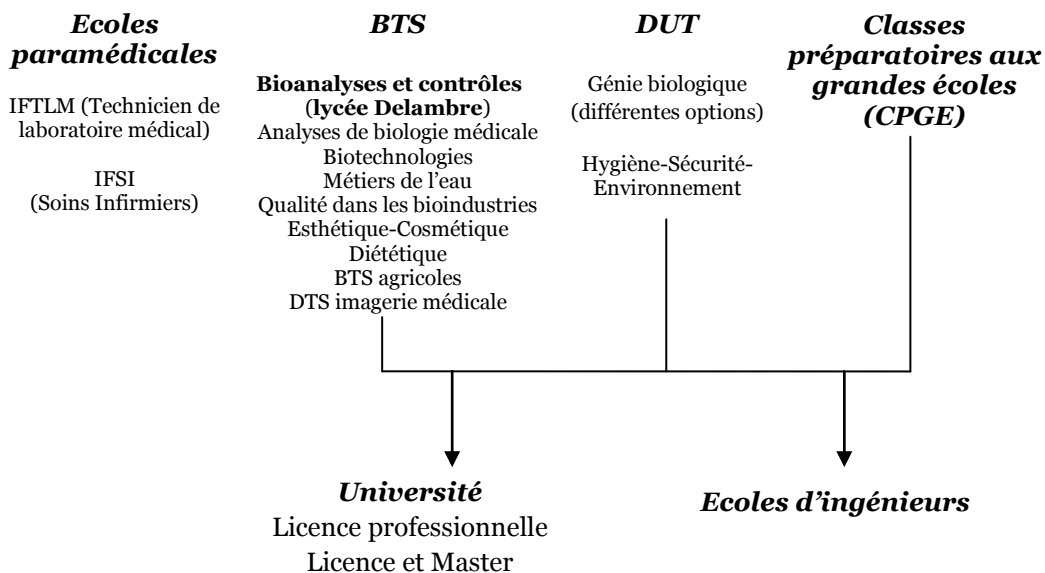 Ecoles
paramédicales
IFTLM (Technicien de
laboratoire médical)
IFSI
(Soins Infirmiers)
BTS
Bioanalyses et contrôles
(lycée Delambre)
Analyses de biologie médicale
Biotechnologies
Métiers de l’eau
Qualité dans les bioindustries
Esthétique-Cosmétique
Diététique
BTS agricoles
DTS imagerie médicale
DUT
Génie biologique
(différentes options)
Hygiène-Sécurité-
Environnement
Classes
préparatoires aux
grandes écoles
(CPGE)
Université
Licence professionnelle
Licence et Master
Ecoles d’ingénieurs